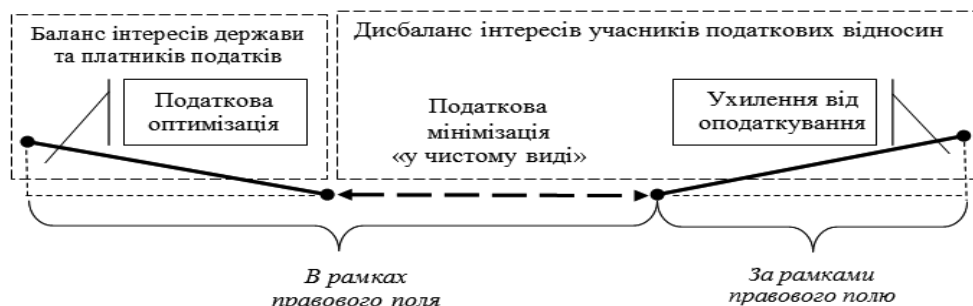 Баланс інтересів держави
та платників податків
Дисбаланс інтересів учасників податкових відносин
Податкова
оптимізація
Податкова
мінімізація
«у чистому виді»
Ухилення від
оподаткування
В рамках
правового поля
За рамками
правового полю